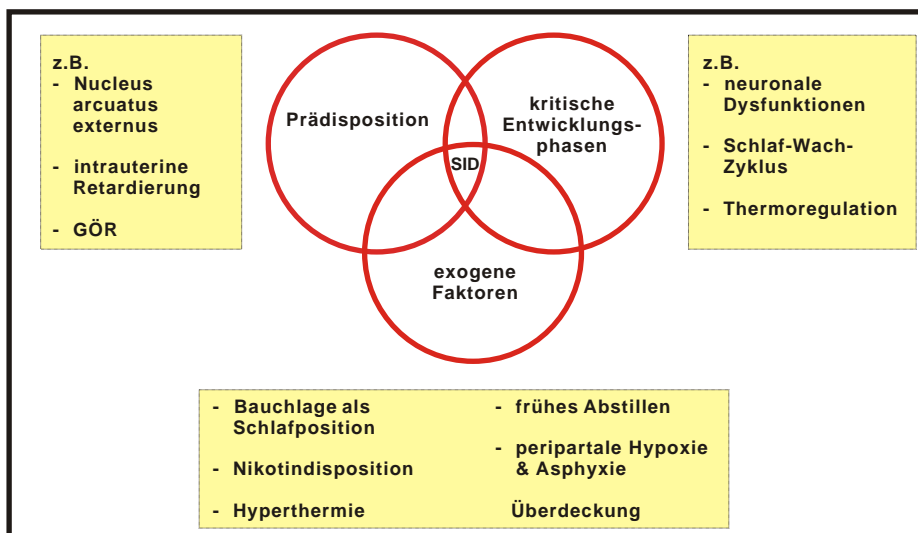 z.B.
- Nucleus
arcuatus
externus
- intrauterine
Retardierung
- GÖR
Prädisposition
kritische
Entwicklungs-
phasen
SID
exogene
Faktoren
z.B.
- neuronale
Dysfunktionen
- Schlaf-Wach-
Zyklus
- Thermoregulation
- Bauchlage als
Schlafposition
- Nikotindisposition
- Hyperthermie
- frühes Abstillen
- peripartale Hypoxie
& Asphyxie
Überdeckung